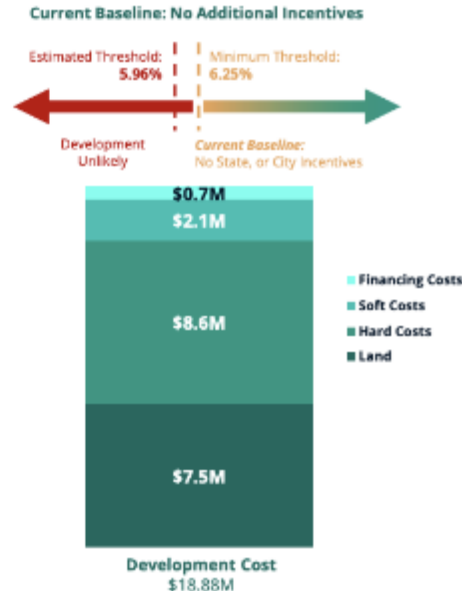 Current Baseline: No Additional Incentives
Estimated Threshold:
5.96%
Minimum Threshold:
6.25%
Development
Unlikely
Current Baseline:
No State, or City Incentives
$0.7M
$2.1M
$8.6M
$7.5M
Financing Costs
Soft Costs
Hard Costs
Land
Development Cost
$18.88M